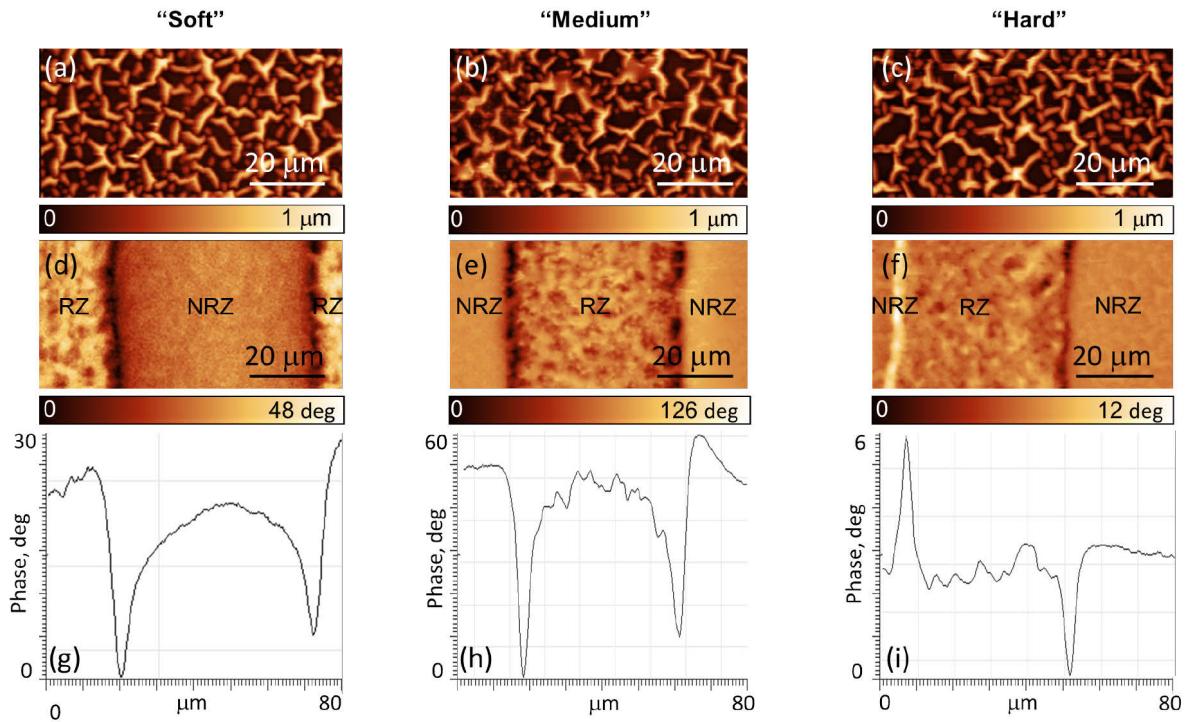 “Soft”
“Medium”
“Hard”
(a)
20 μm
(b)
20 μm
(c)
20 μm
0 1 μm
0 1 μm
0 1 μm
(d)
RZ
NRZ
RZ
20 μm
(e)
NRZ
RZ
NRZ
20 μm
(f)
NRZ
RZ
NRZ
20 μm
0 48 deg
0 126 deg
0 12 deg
30
Phase, deg
0
(g)
0
μm
80
60
Phase, deg
0
(h)
μm
80
6
Phase, deg
0
(i)
0
μm
80